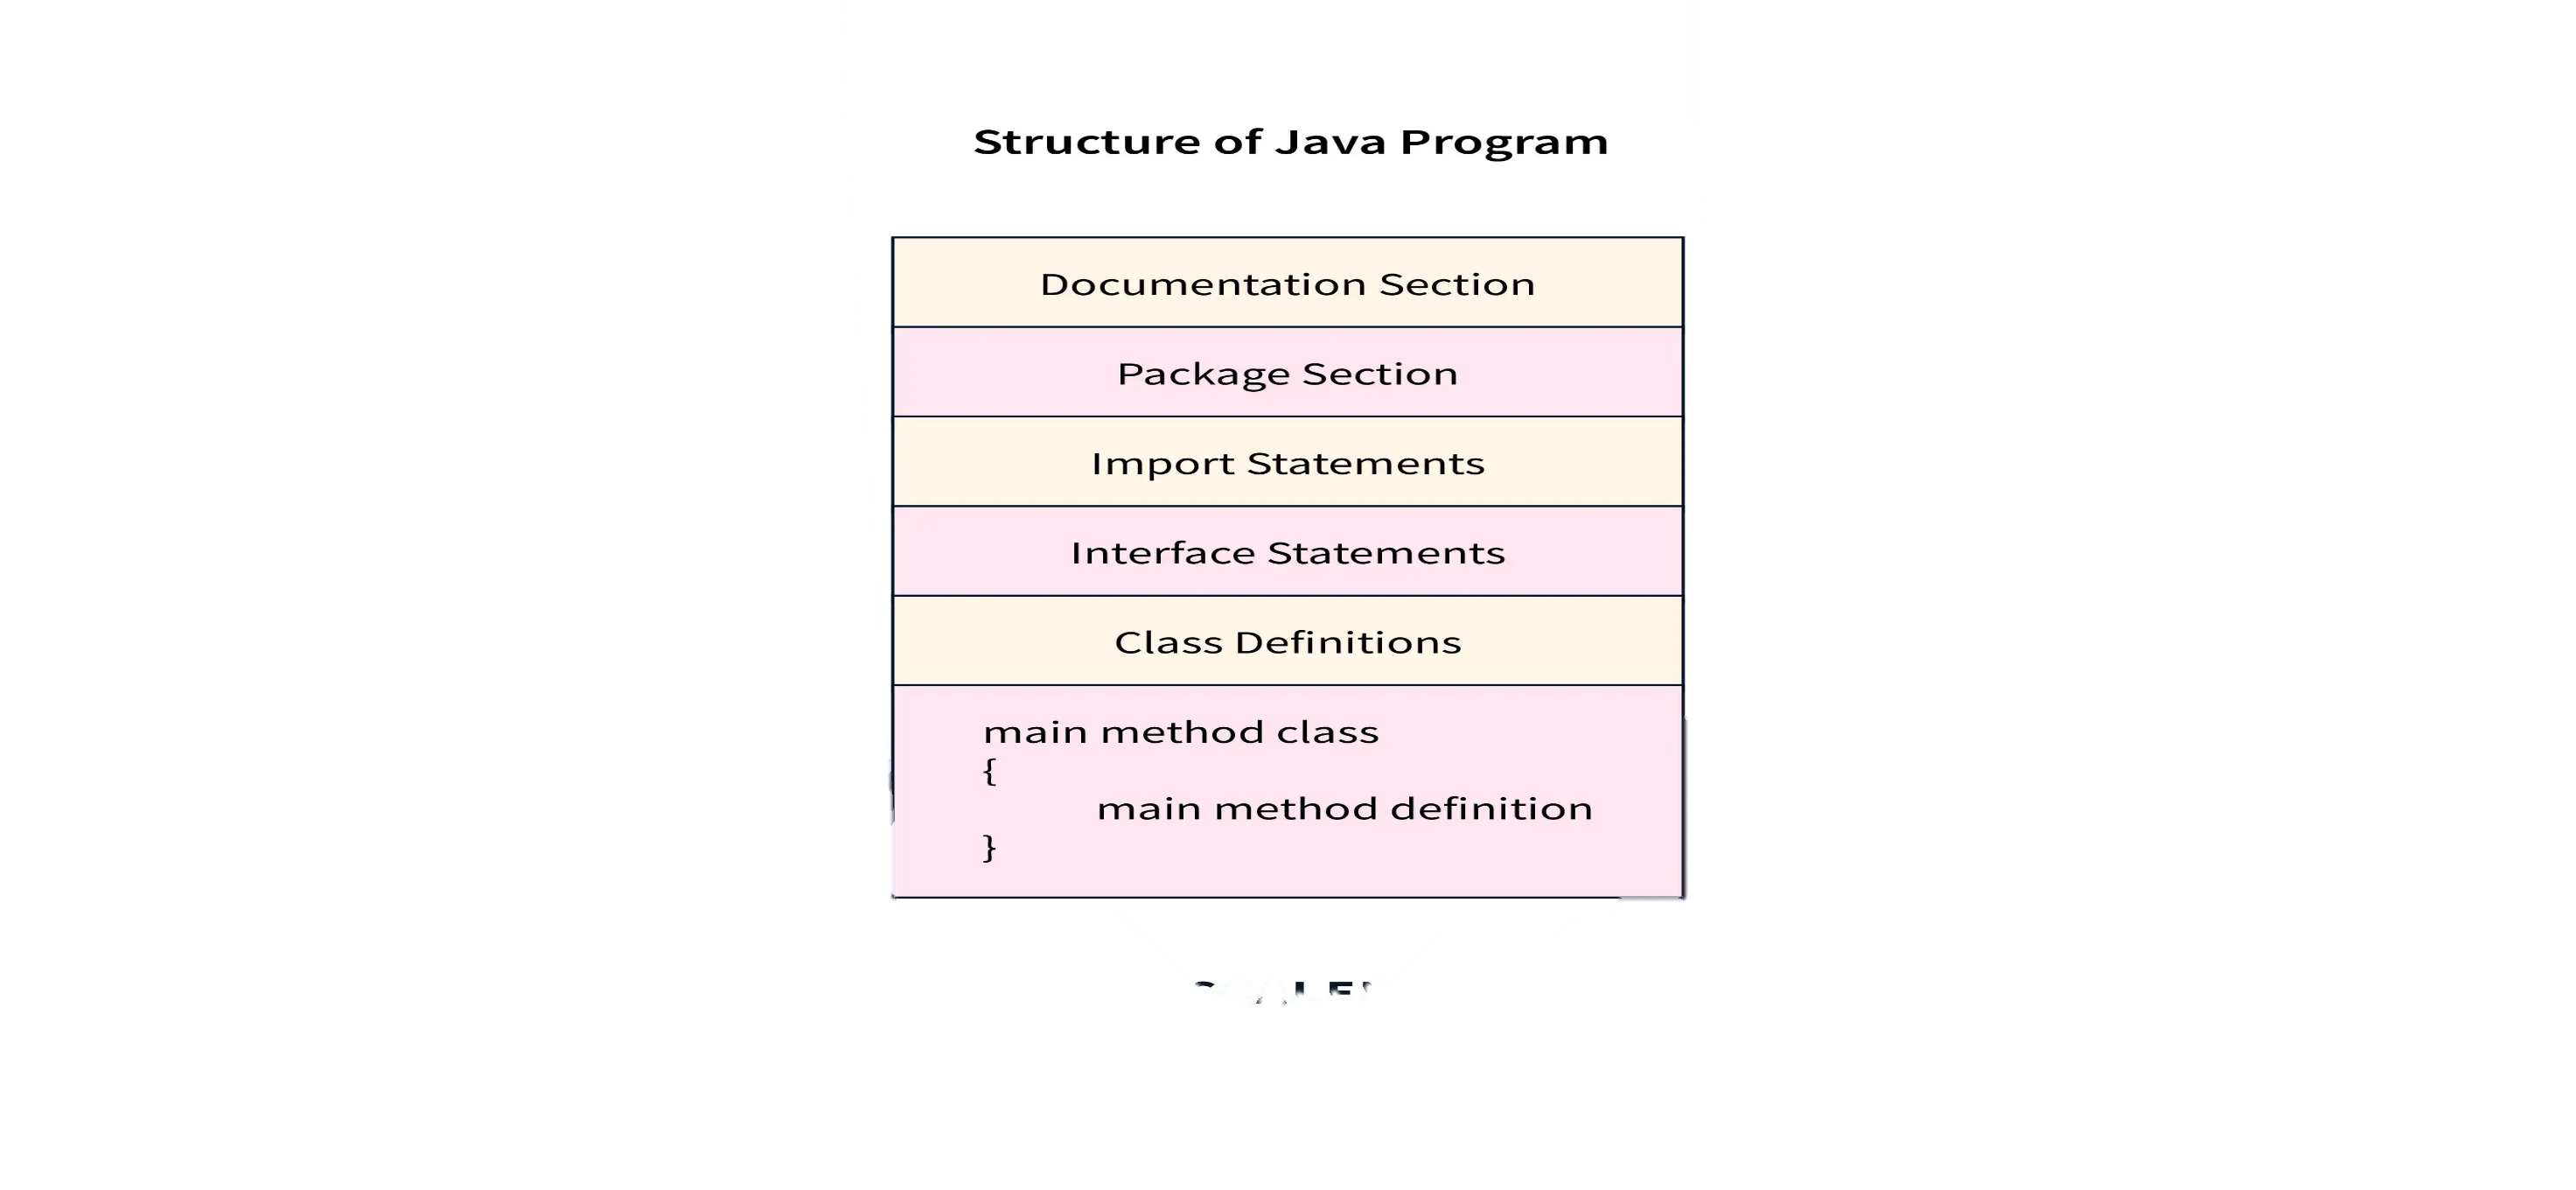 Structure of Java Program
Documentation Section
Package Section
Import Statements
Interface Statements
Class Definitions
main method class
{
main method definition
}